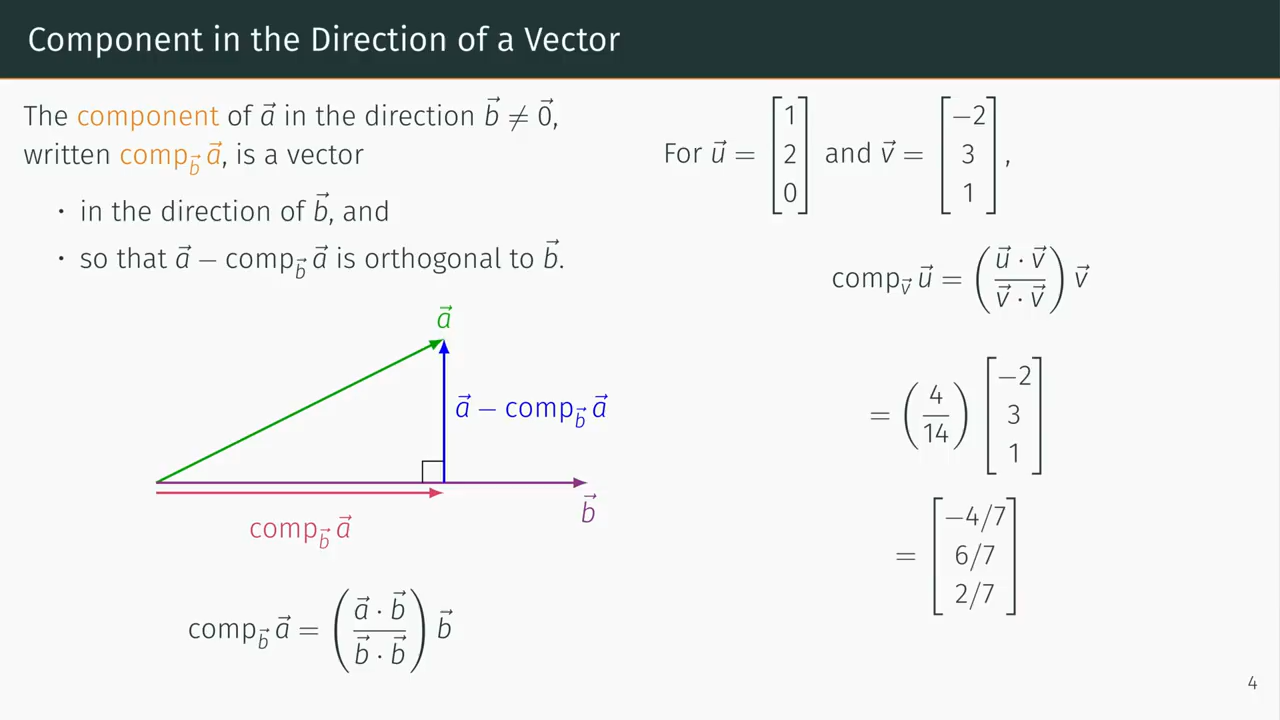 Component in the Direction of a Vector
The component of a⃗ in the direction b⃗ ≠ 0⃗,
written comp_b⃗ a⃗, is a vector
• in the direction of b⃗, and
• so that a⃗ − comp_b⃗ a⃗ is orthogonal to b⃗.
a⃗
a⃗ − comp_b⃗ a⃗
b⃗
comp_b⃗ a⃗
comp_b⃗ a⃗ = ( a⃗ · b⃗ / b⃗ · b⃗ ) b⃗
For u⃗ = [1 2 0] and v⃗ = [−2 3 1],
comp_v⃗ u⃗ = ( u⃗ · v⃗ / v⃗ · v⃗ ) v⃗
= ( 4 / 14 ) [−2 3 1]
= [−4/7 6/7 2/7]
4